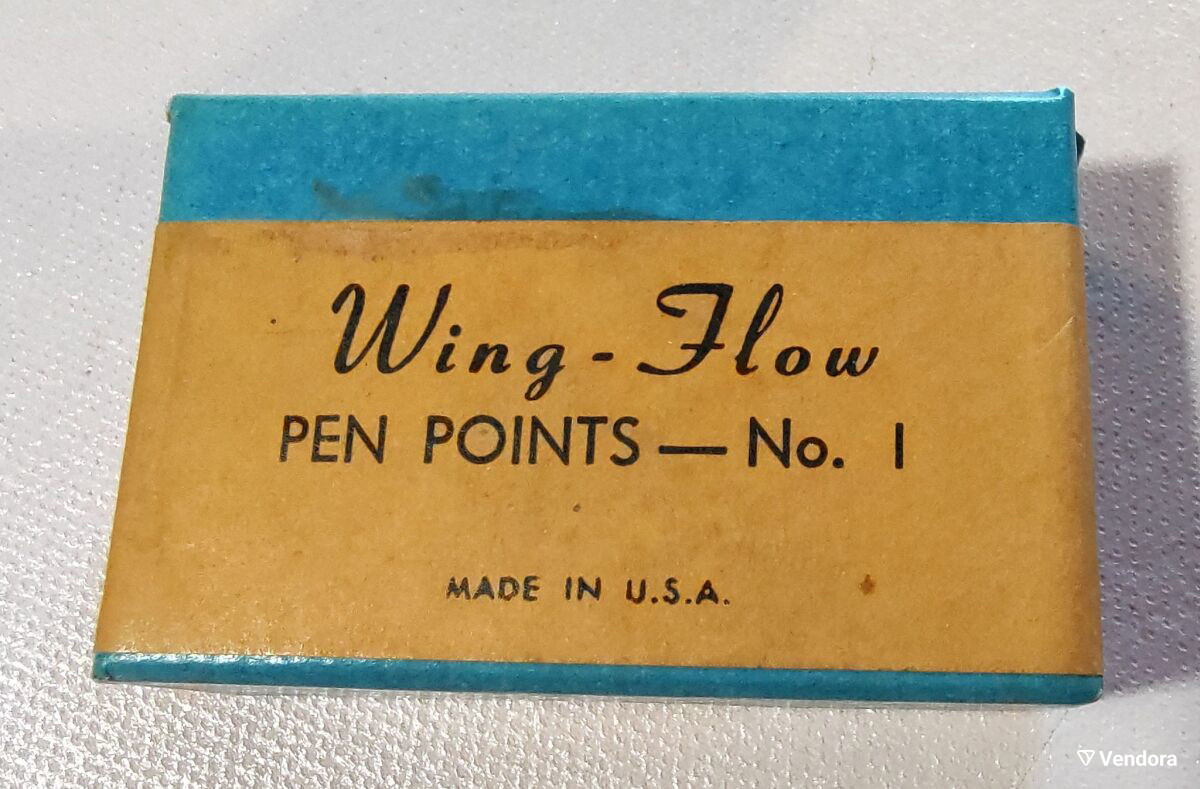 Wing-Flow
PEN POINTS — No. 1
MADE IN U.S.A.
Vendora